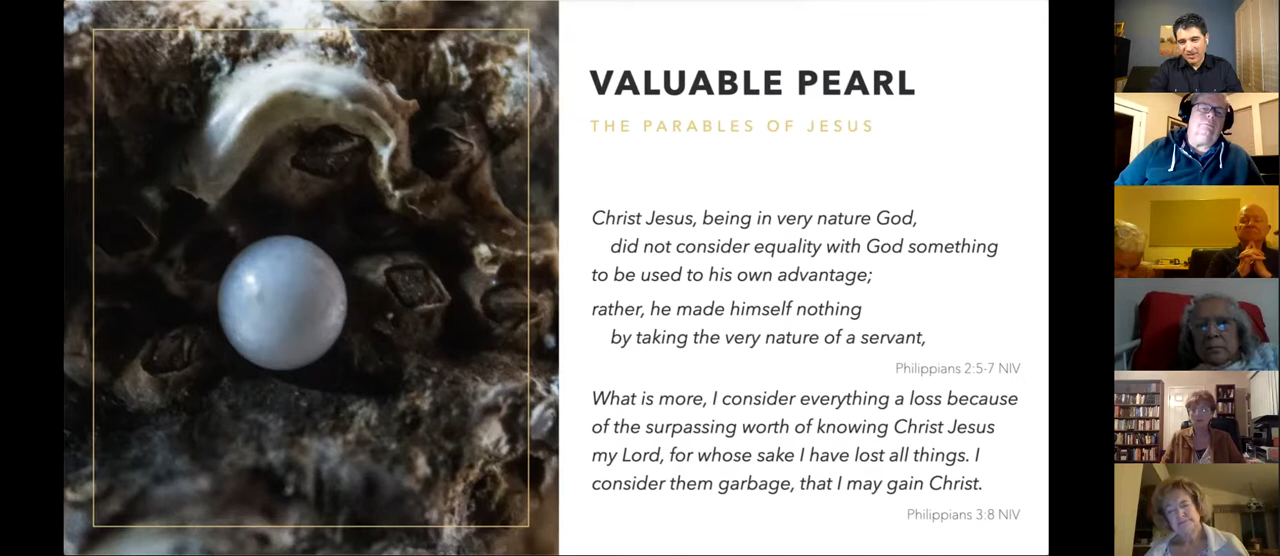 VALUABLE PEARL
THE PARABLES OF JESUS
Christ Jesus, being in very nature God,
did not consider equality with God something
to be used to his own advantage;
rather, he made himself nothing
by taking the very nature of a servant,
Philippians 2:5-7 NIV
What is more, I consider everything a loss because
of the surpassing worth of knowing Christ Jesus
my Lord, for whose sake I have lost all things. I
consider them garbage, that I may gain Christ.
Philippians 3:8 NIV